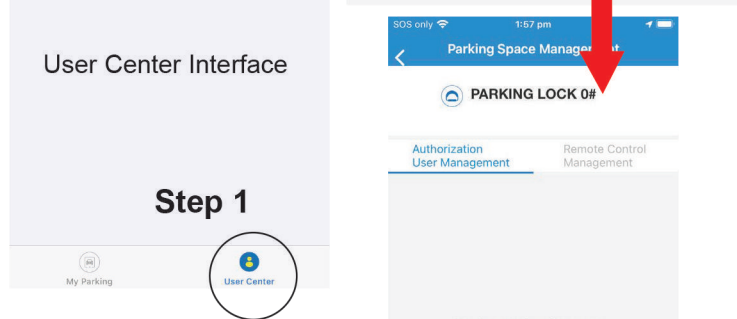 User Center Interface
Step 1
My Parking
User Center
SOS only
1:57 pm
Parking Space Management
PARKING LOCK 0#
Authorization
User Management
Remote Control
Management